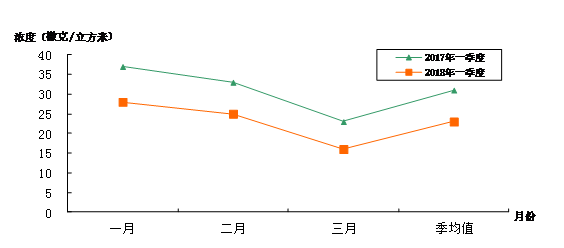 浓度（微克/立方米）
2017年一季度
2018年一季度
40
35
30
25
20
15
10
5
0
一月
二月
三月
季均值
月份